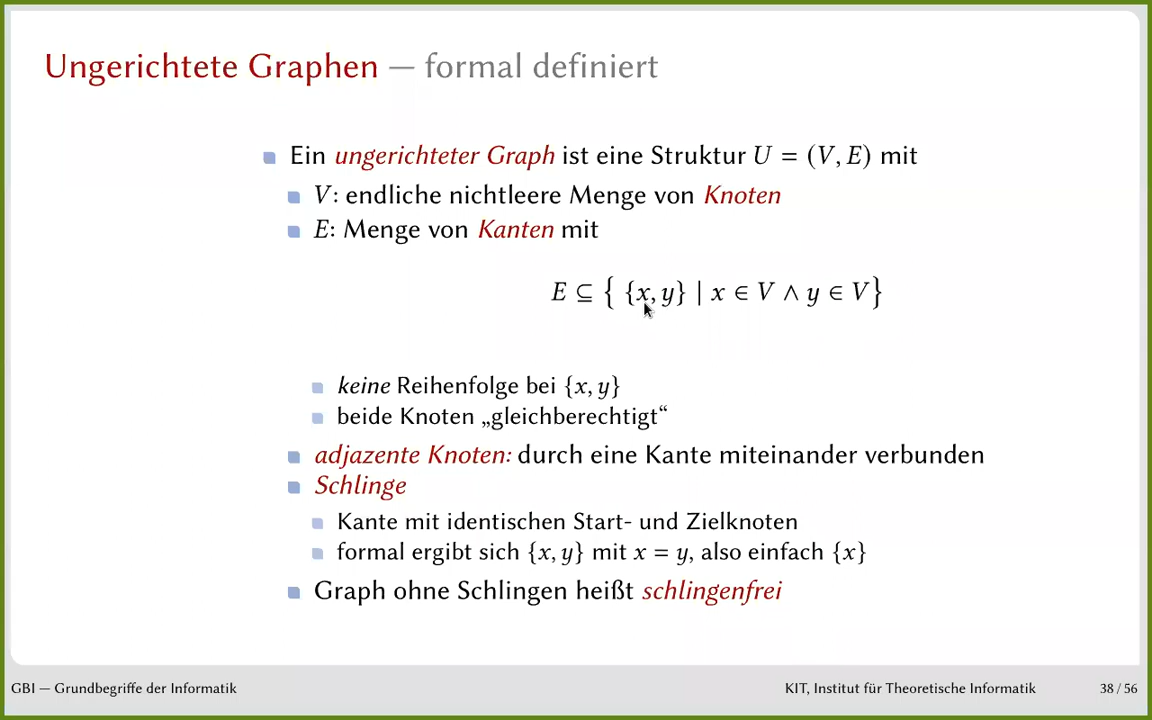 Ungerichtete Graphen — formal definiert
Ein ungerichteter Graph ist eine Struktur U = (V, E) mit
V: endliche nichtleere Menge von Knoten
E: Menge von Kanten mit
E ⊆ { {x, y} | x ∈ V ∧ y ∈ V}
keine Reihenfolge bei {x, y}
beide Knoten „gleichberechtigt“
adjazente Knoten: durch eine Kante miteinander verbunden
Schlinge
Kante mit identischen Start- und Zielknoten
formal ergibt sich {x, y} mit x = y, also einfach {x}
Graph ohne Schlingen heißt schlingenfrei
GBI — Grundbegriffe der Informatik
KIT, Institut für Theoretische Informatik
38 / 56